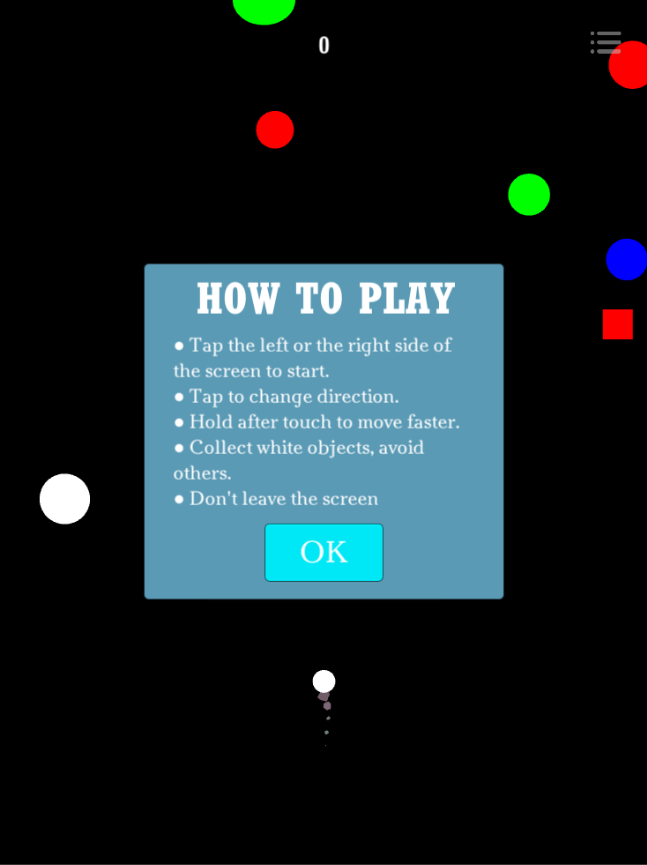 0
HOW TO PLAY
● Tap the left or the right side of
the screen to start.
● Tap to change direction.
● Hold after touch to move faster.
● Collect white objects, avoid
others.
● Don't leave the screen
OK